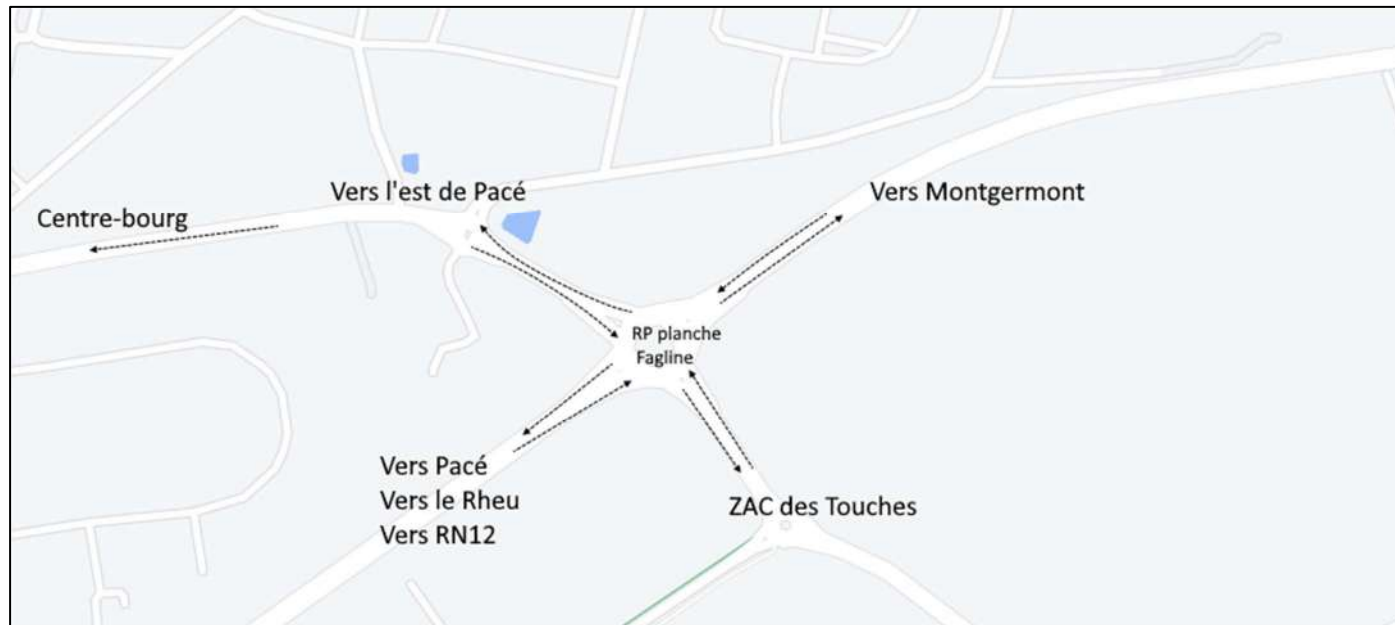 Vers l'est de Pacé
Vers Montgermont
Centre-bourg
RP planche
Fagline
Vers Pacé
Vers le Rheu
Vers RN12
ZAC des Touches